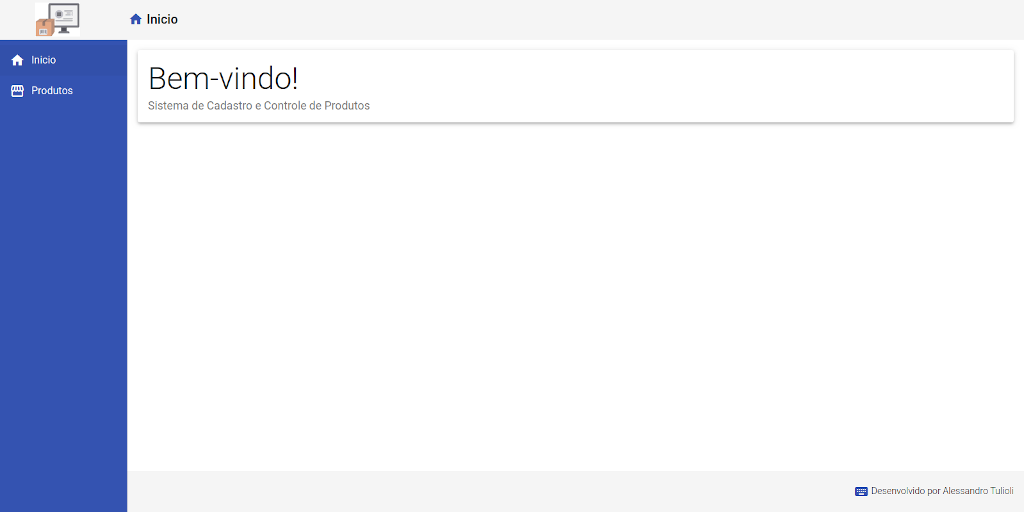 Inicio
Inicio
Produtos
Bem-vindo!
Sistema de Cadastro e Controle de Produtos
Desenvolvido por Alessandro Tulioli